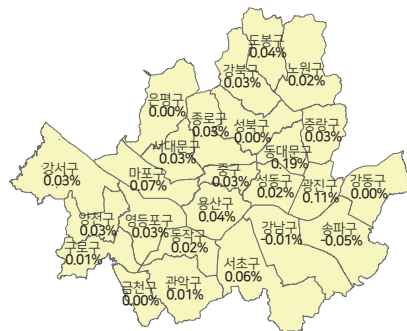 도봉구
0.04%
강북구
0.03%
노원구
0.02%
은평구
0.00%
종로구
0.03%
성북구
0.00%
중랑구
0.03%
서대문구
0.03%
동대문구
0.19%
강서구
0.03%
마포구
0.07%
중구
0.03%
성동구
0.02%
광진구
0.11%
강동구
0.00%
양천구
0.03%
영등포구
0.03%
용산구
0.04%
강남구
-0.01%
송파구
-0.05%
구로구
0.01%
동작구
0.02%
서초구
0.06%
금천구
0.00%
관악구
0.01%